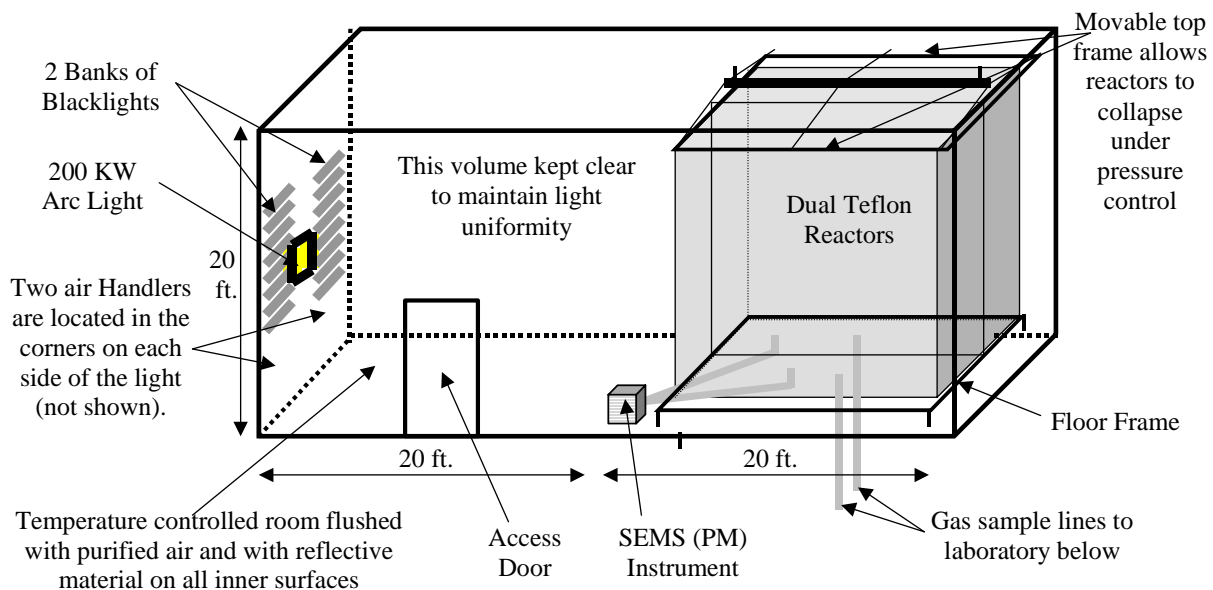 2 Banks of
Blacklights
200 KW
Arc Light
20
ft.
Two air Handlers
are located in the
corners on each
side of the light
(not shown).
This volume kept clear
to maintain light
uniformity
Dual Teflon
Reactors
Movable top
frame allows
reactors to
collapse
under
pressure
control
Floor Frame
20 ft.
20 ft.
Temperature controlled room flushed
with purified air and with reflective
material on all inner surfaces
Access
Door
SEMS (PM)
Instrument
Gas sample lines to
laboratory below